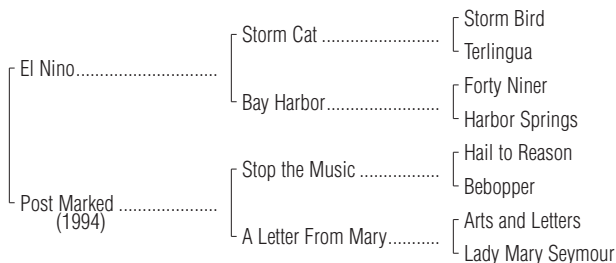 Storm Bird
Storm Cat ......................
Terlingua
El Nino...........................
Forty Niner
Bay Harbor.....................
Harbor Springs
Hail to Reason
Stop the Music ...............
Bebopper
Post Marked ...................
(1994)
Arts and Letters
A Letter From Mary..........
Lady Mary Seymour